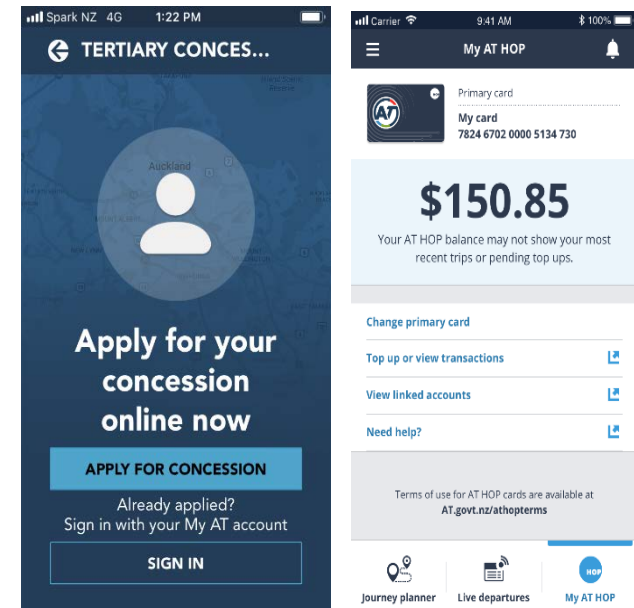 Spark NZ 4G 1:22 PM
TERTIARY CONCES...
Auckland
Apply for your
concession
online now
APPLY FOR CONCESSION
Already applied?
Sign in with your My AT account
SIGN IN
Carrier 9:41 AM 100%
My AT HOP
AT
Primary card
My card
7824 6702 0000 5134 730
$150.85
Your AT HOP balance may not show your most
recent trips or pending top ups.
Change primary card
Top up or view transactions
View linked accounts
Need help?
Terms of use for AT HOP cards are available at
AT.govt.nz/athopterms
HOP
Journey planner Live departures My AT HOP